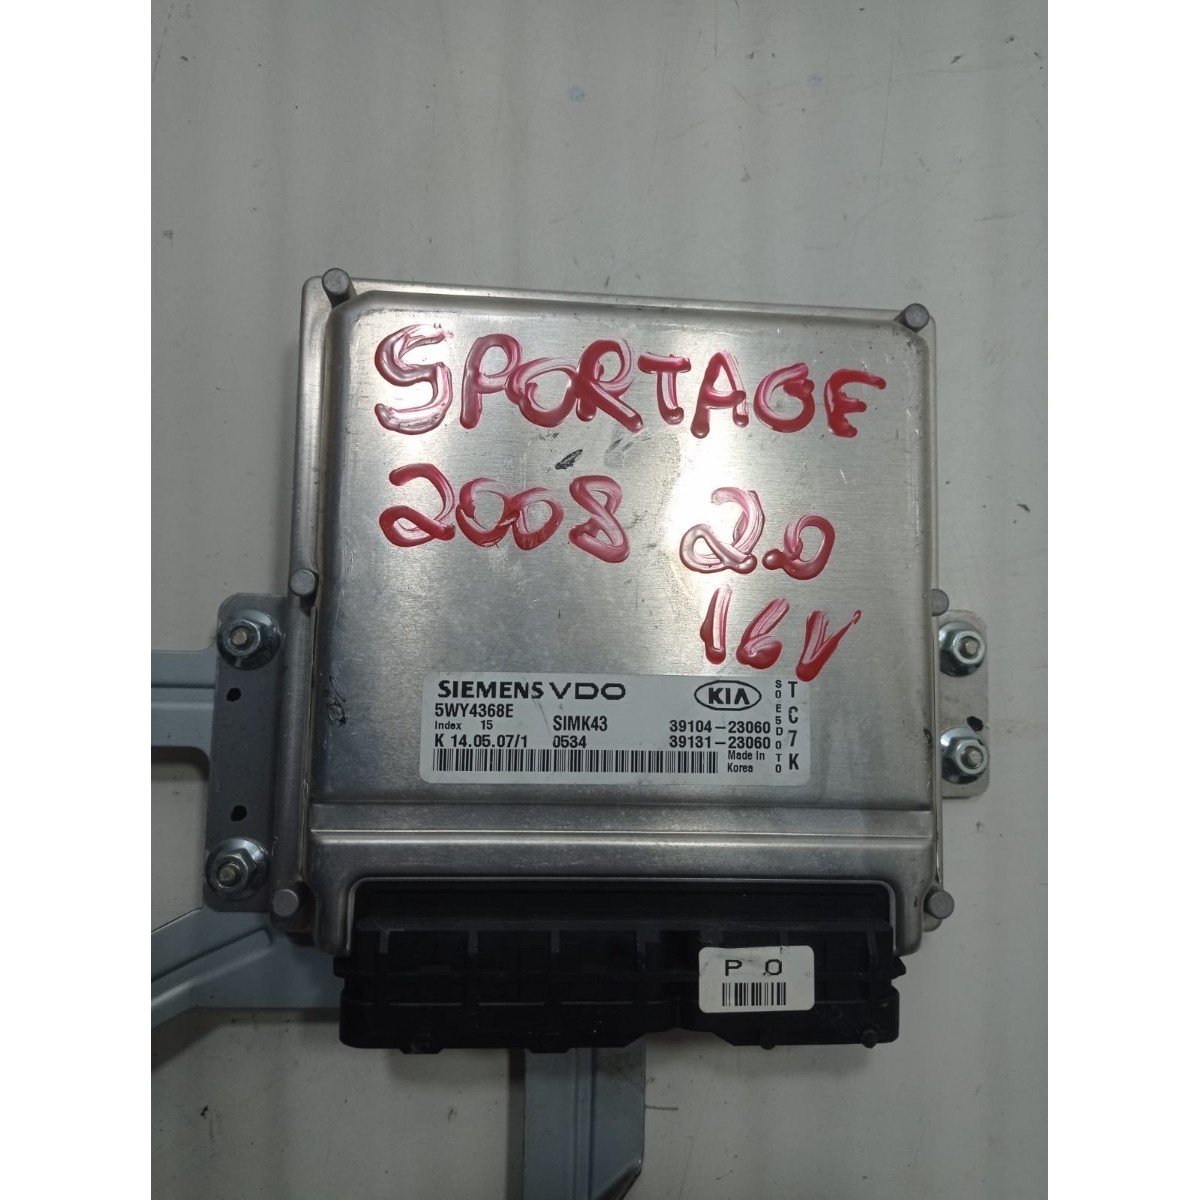 SPORTAGE
2008 2.0
16V
SIEMENS VDO
KIA
5WY4368E
Index 15
SIMK43
39104-23060
K 14.05.07/1 0534
39131-23060
Made In
Korea
S0E5D0T0
TC7K
P 0